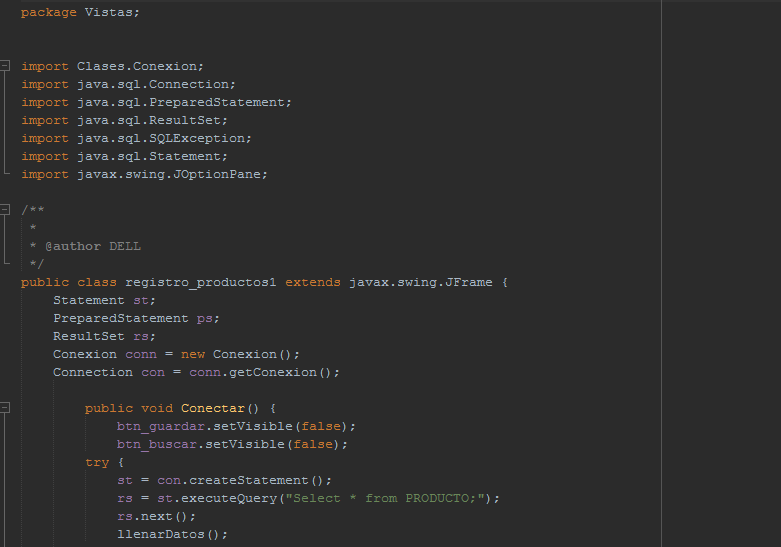 package Vistas;
import Clases.Conexion;
import java.sql.Connection;
import java.sql.PreparedStatement;
import java.sql.ResultSet;
import java.sql.SQLException;
import java.sql.Statement;
import javax.swing.JOptionPane;
/**
 *
 * @author DELL
 */
public class registro_productos1 extends javax.swing.JFrame {
    Statement st;
    PreparedStatement ps;
    ResultSet rs;
    Conexion conn = new Conexion();
    Connection con = conn.getConexion();
        public void Conectar() {
            btn_guardar.setVisible(false);
            btn_buscar.setVisible(false);
        try {
            st = con.createStatement();
            rs = st.executeQuery("Select * from PRODUCTO;");
            rs.next();
            llenarDatos();